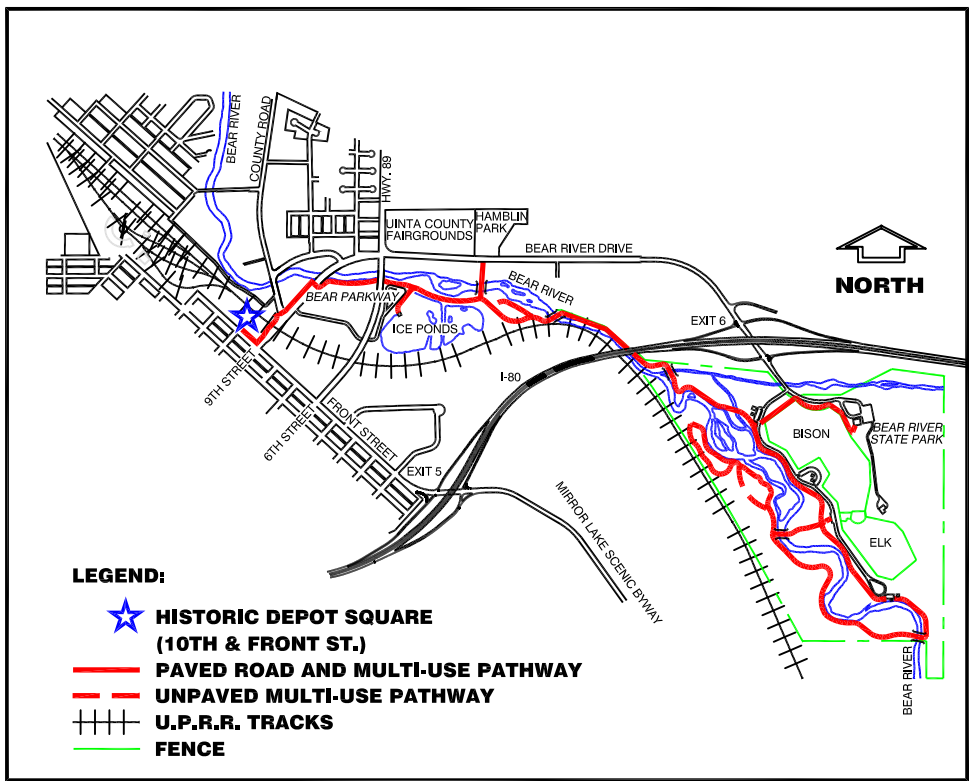 BEAR RIVER
COUNTY ROAD
HWY. 89
UINTA COUNTY
FAIRGROUNDS
HAMBLIN
PARK
BEAR RIVER DRIVE
BEAR RIVER
NORTH
BEAR PARKWAY
ICE PONDS
EXIT 6
I-80
9TH STREET
6TH STREET
FRONT STREET
EXIT 5
BISON
BEAR RIVER
STATE PARK
ELK
MIRROR LAKE SCENIC BYWAY
BEAR RIVER
LEGEND:
HISTORIC DEPOT SQUARE
(10TH & FRONT ST.)
PAVED ROAD AND MULTI-USE PATHWAY
UNPAVED MULTI-USE PATHWAY
U.P.R.R. TRACKS
FENCE